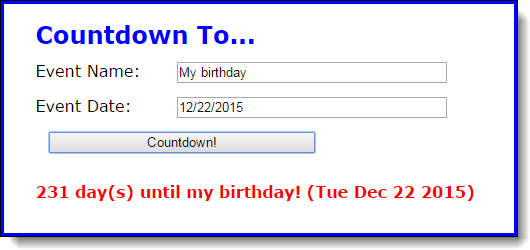 Countdown To...
Event Name: My birthday
Event Date: 12/22/2015
Countdown!
231 day(s) until my birthday! (Tue Dec 22 2015)